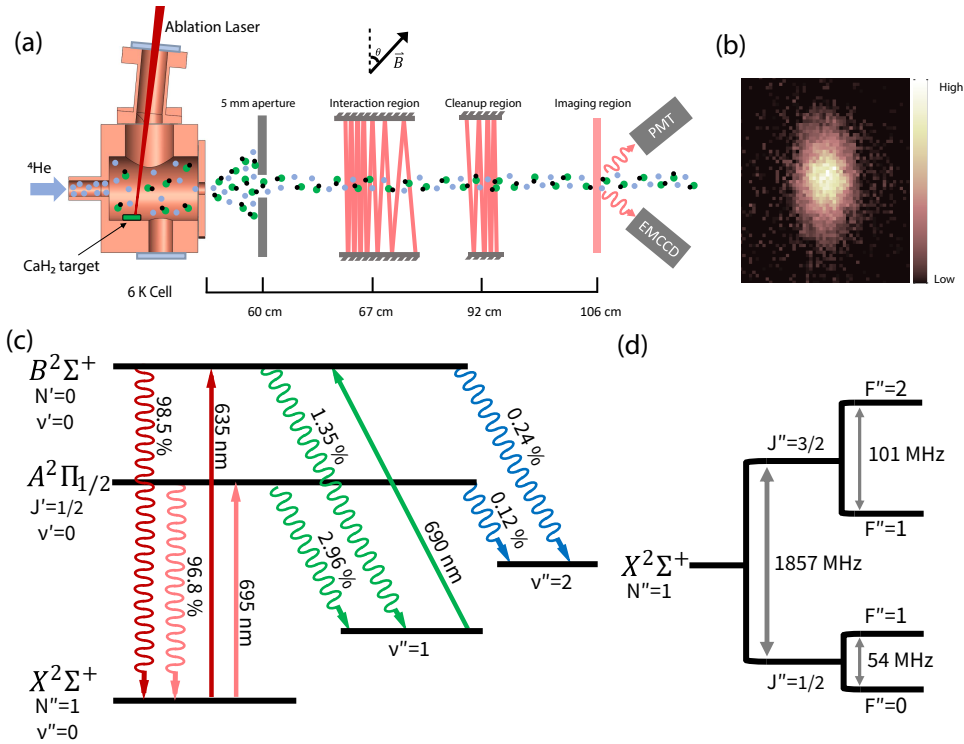 (a)
Ablation Laser
θ
B
5 mm aperture
Interaction region
Cleanup region
Imaging region
PMT
⁴He
EMCCD
CaH₂ target
6 K Cell
60 cm
67 cm
92 cm
106 cm
(b)
High
Low
(c)
B²Σ⁺
N'=0
ν'=0
98.5 %
635 nm
1.35 %
0.24 %
A²Π₁/₂
J'=1/2
ν'=0
96.8 %
695 nm
2.96 %
690 nm
0.12 %
ν''=2
ν''=1
X²Σ⁺
N''=1
ν''=0
(d)
F''=2
J''=3/2
101 MHz
F''=1
X²Σ⁺
N''=1
1857 MHz
F''=1
J''=1/2
54 MHz
F''=0